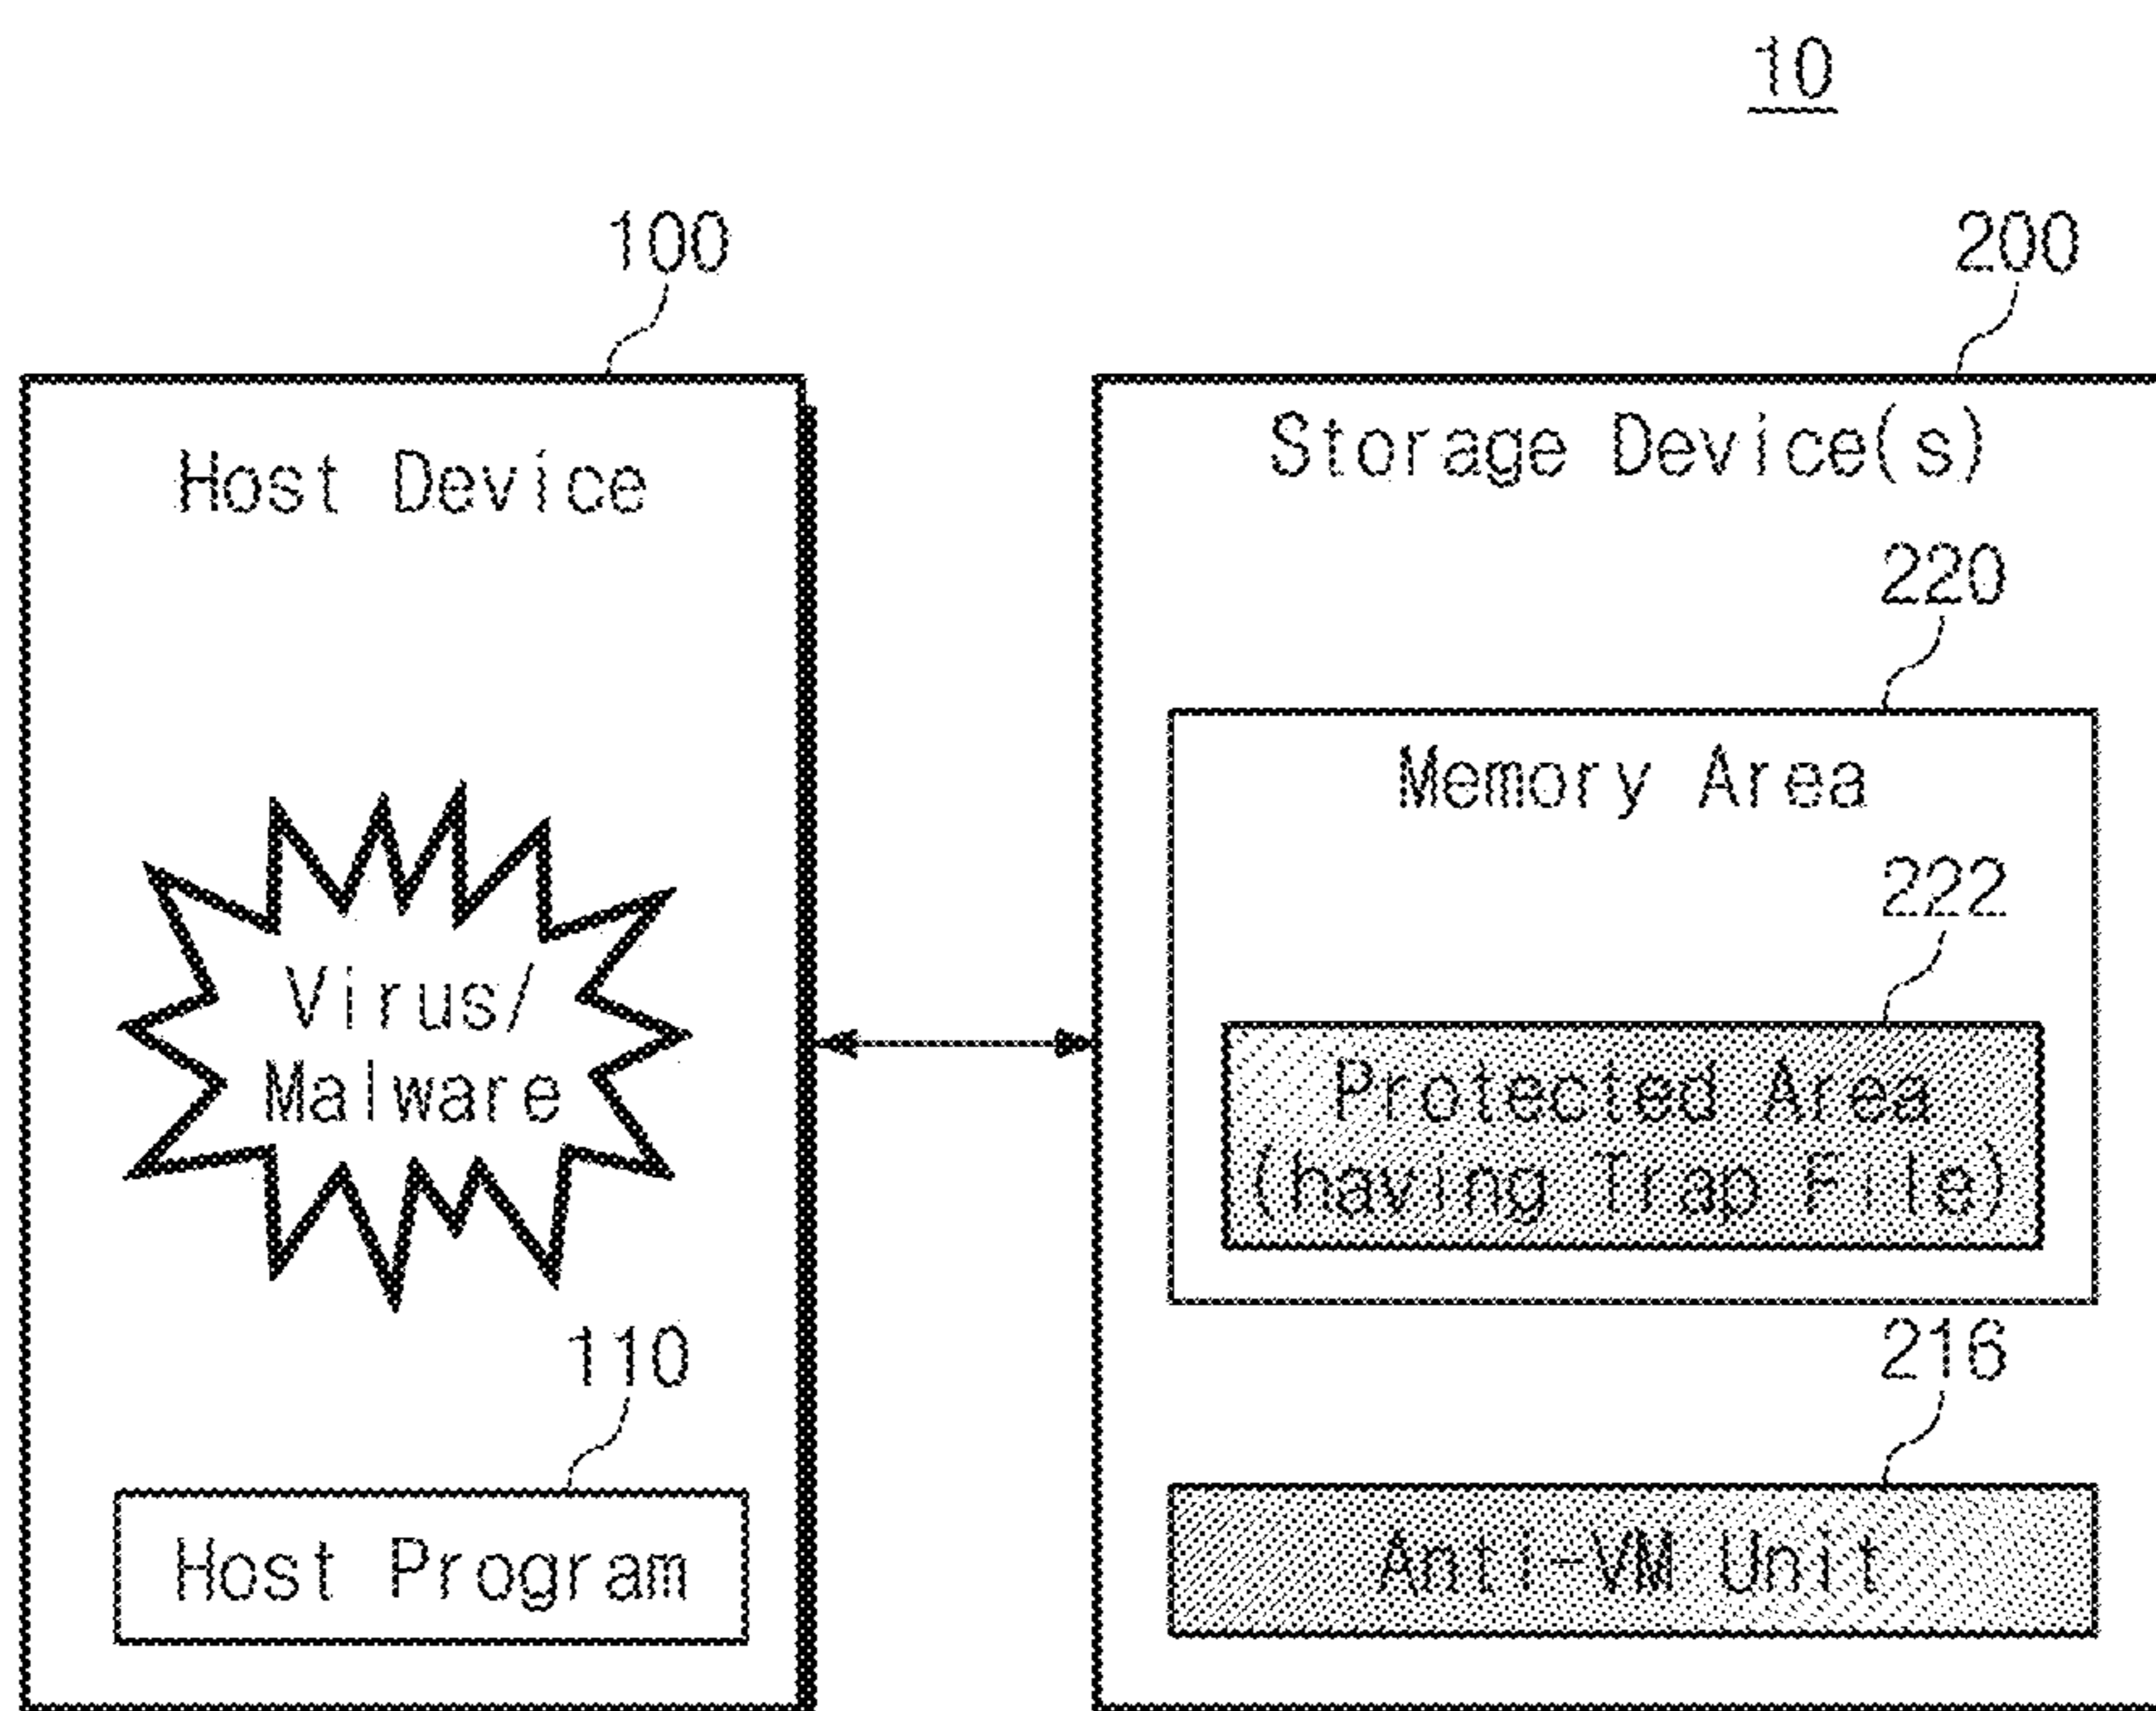 10
100
200
Host Device
Storage Device(s)
220
Memory Area
222
Virus/
Malware
Protected Area
(having Trap File)
110
216
Host Program
Anti-VM Unit